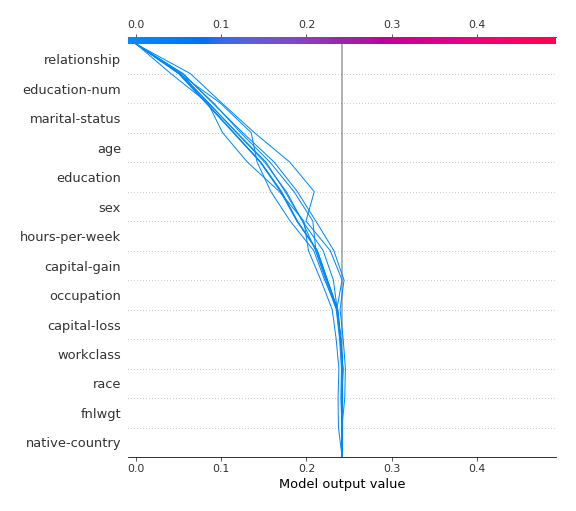 0.0 0.1 0.2 0.3 0.4
relationship
education-num
marital-status
age
education
sex
hours-per-week
capital-gain
occupation
capital-loss
workclass
race
fnlwgt
native-country
0.0 0.1 0.2 0.3 0.4
Model output value